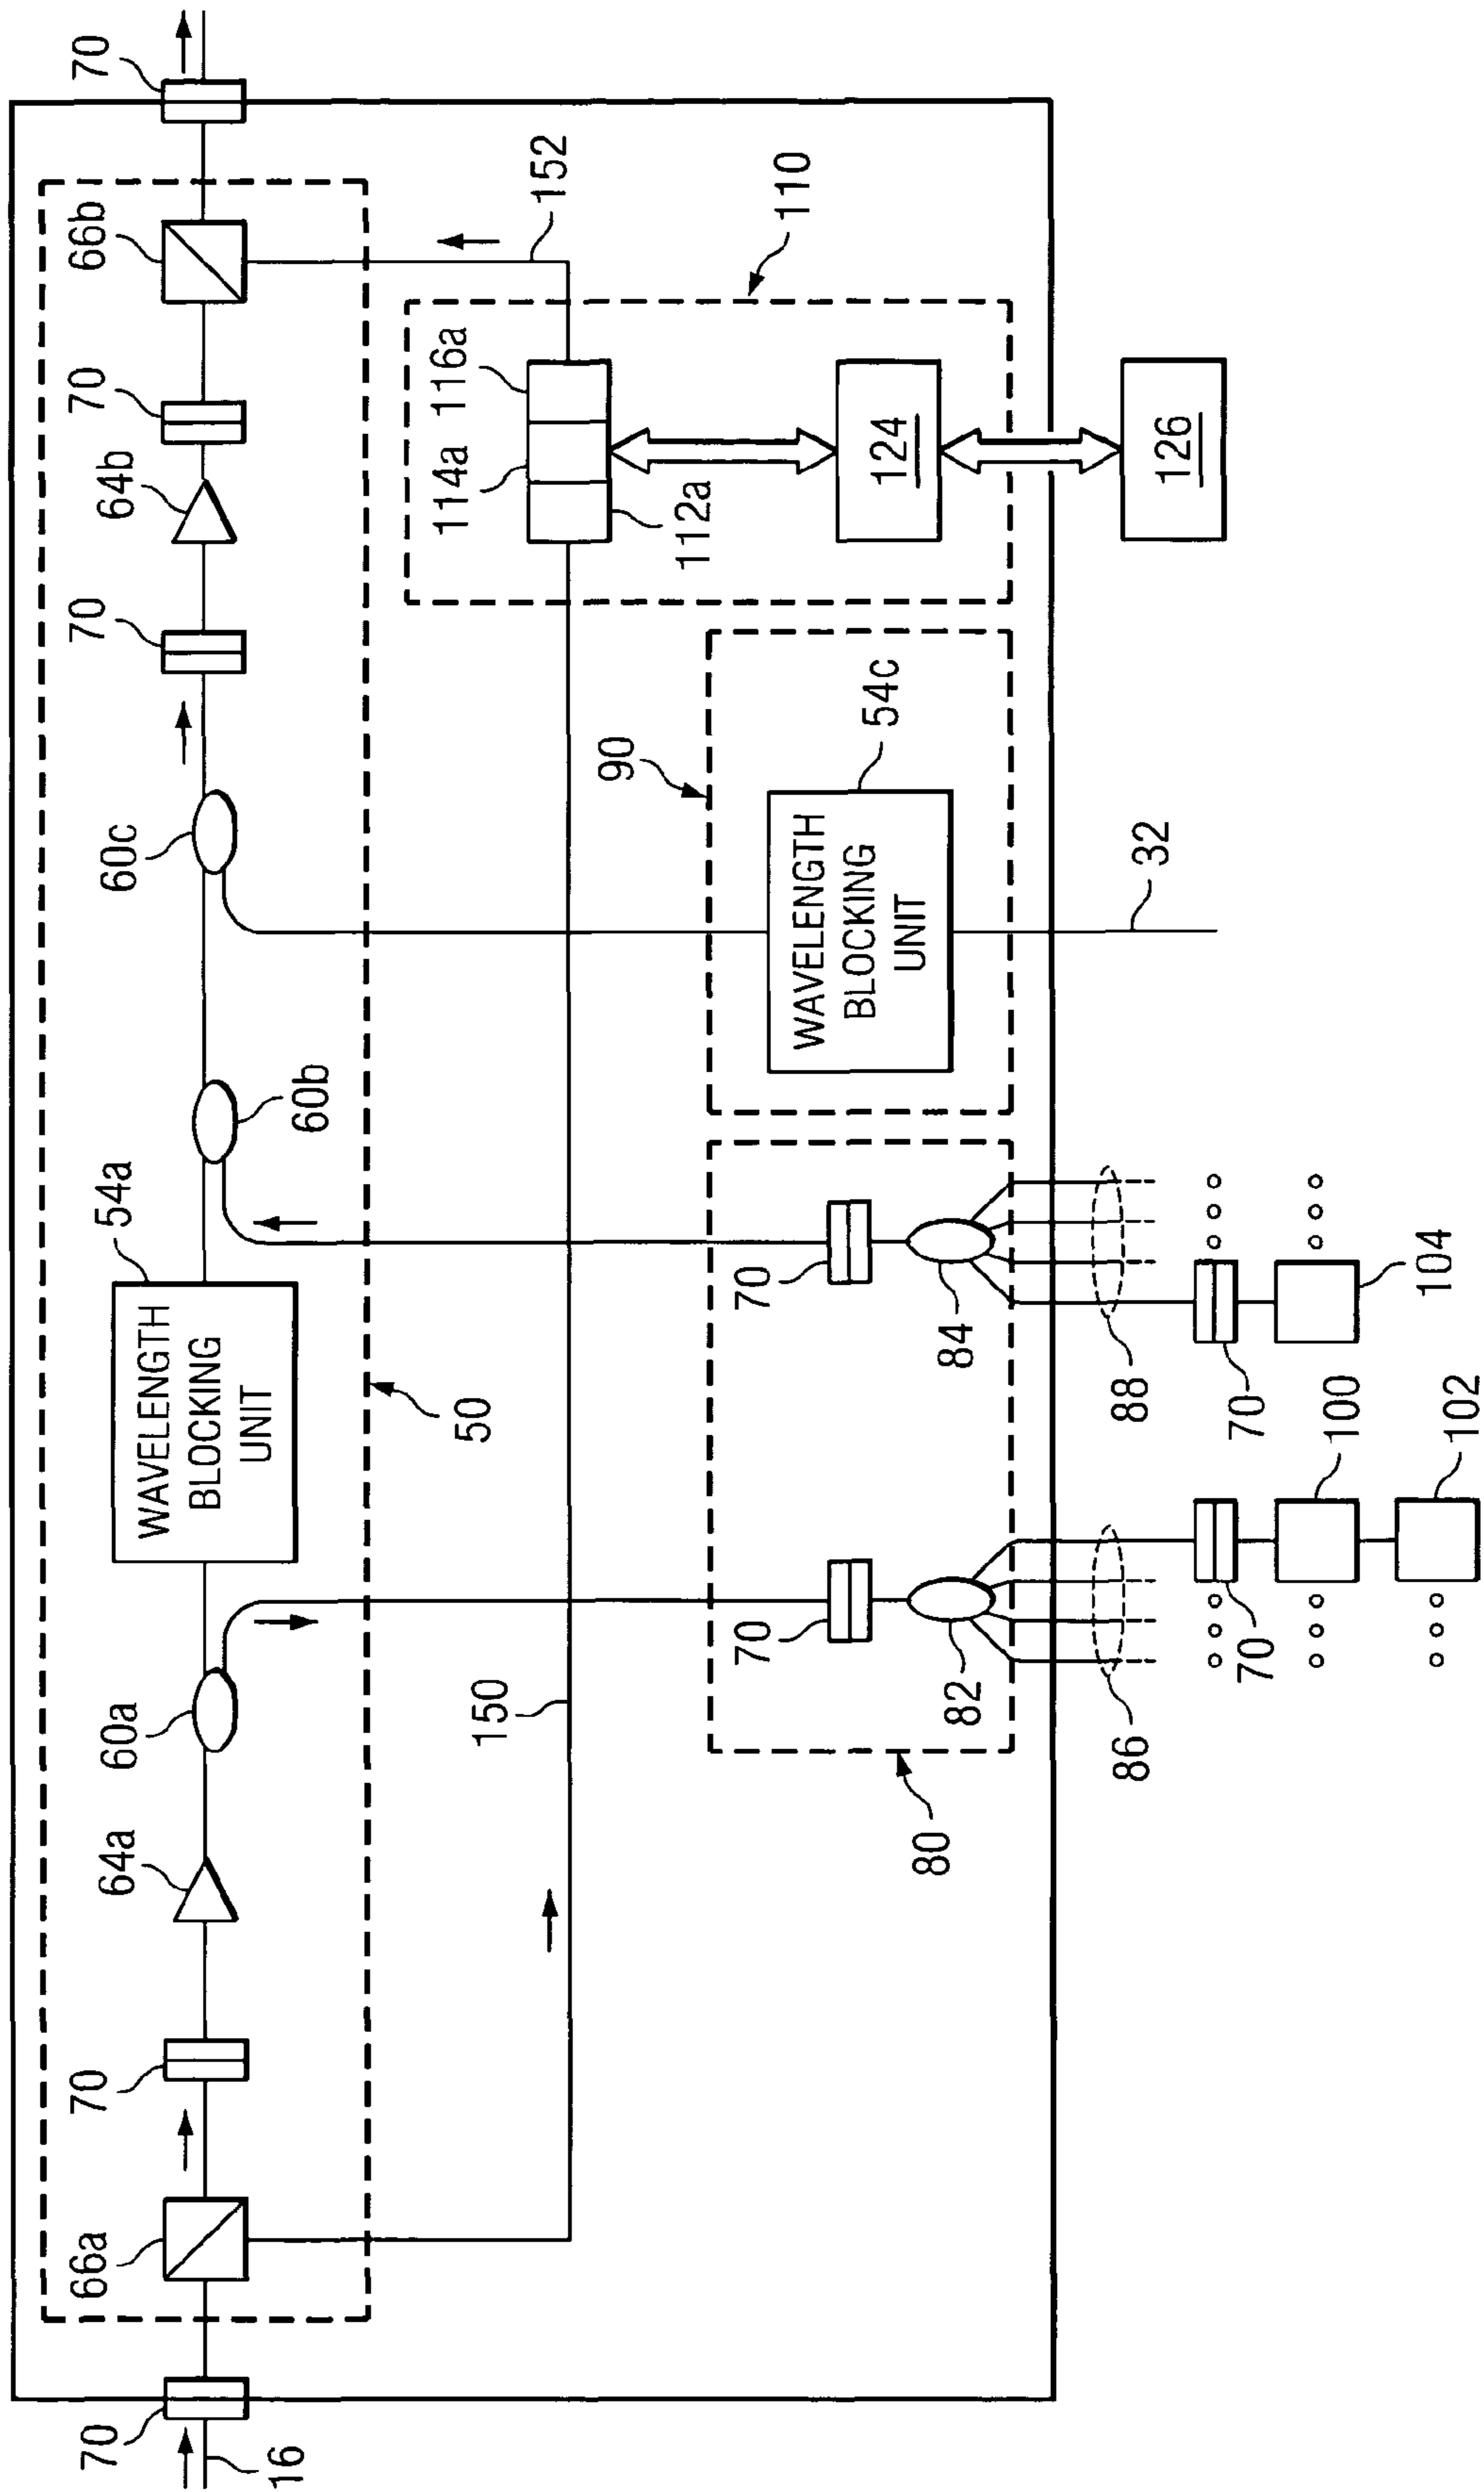 70
66a
70
64a
60a
54a
WAVELENGTH
BLOCKING
UNIT
60b
60c
70
64b
70
66b
70
16
50
150
152
110
114a
116a
112a
124
126
90
54c
WAVELENGTH
BLOCKING
UNIT
32
80
70
82
86
70
84
88
70
100
102
70
104